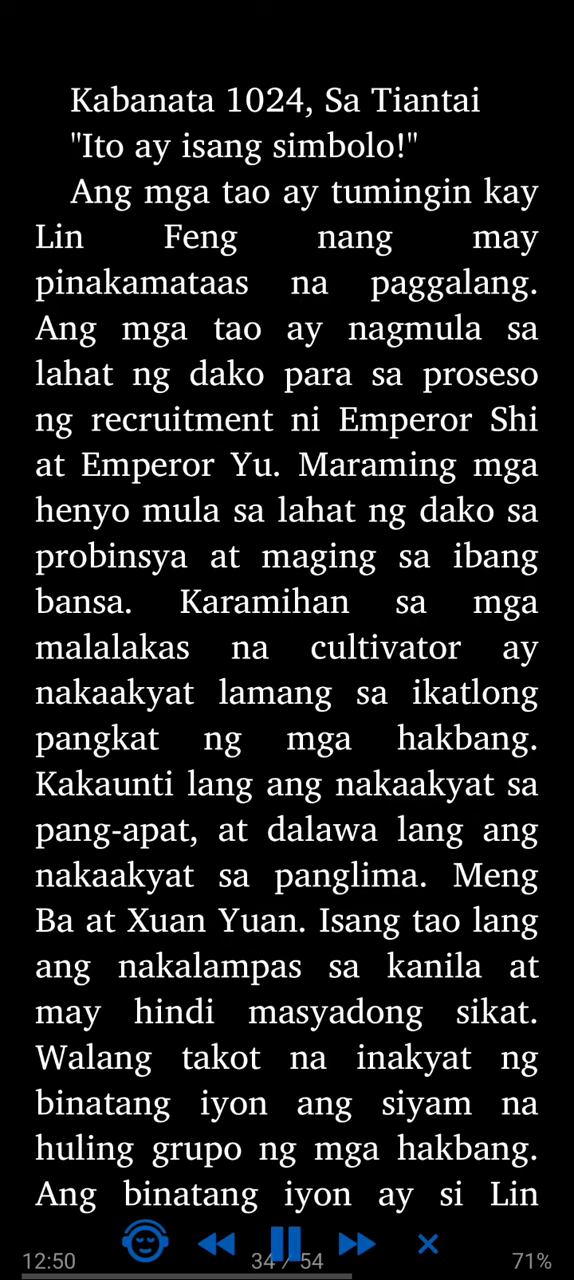 Kabanata 1024, Sa Tiantai
"Ito ay isang simbolo!"
Ang mga tao ay tumingin kay
Lin Feng nang may
pinakamataas na paggalang.
Ang mga tao ay nagmula sa
lahat ng dako para sa proseso
ng recruitment ni Emperor Shi
at Emperor Yu. Maraming mga
henyo mula sa lahat ng dako sa
probinsya at maging sa ibang
bansa. Karamihan sa mga
malalakas na cultivator ay
nakaakyat lamang sa ikatlong
pangkat ng mga hakbang.
Kakaunti lang ang nakaakyat sa
pang-apat, at dalawa lang ang
nakaakyat sa panglima. Meng
Ba at Xuan Yuan. Isang tao lang
ang nakalampas sa kanila at
may hindi masyadong sikat.
Walang takot na inakyat ng
binatang iyon ang siyam na
huling grupo ng mga hakbang.
Ang binatang iyon ay si Lin
12:50 34 / 54 71%